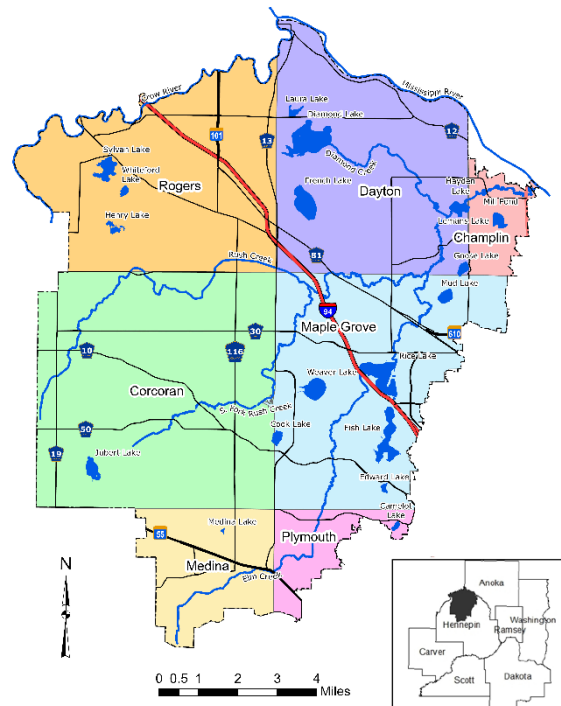 Crow River
Mississippi River
Laura Lake
101
Diamond Lake
13
12
Sylvan Lake
Diamond Creek
Whiteford
Lake
Rogers
French Lake
Dayton
Hayden
Lake
Mill Pond
Lemans Lake
Henry Lake
Champlin
Rush Creek
81
Goose Lake
Mud Lake
94
Maple Grove
30
610
10
116
Rice Lake
Weaver Lake
Corcoran
S. Fork Rush Creek
50
Cook Lake
Fish Lake
19
Jubert Lake
Edward Lake
Camelot
Lake
Medina Lake
55
Plymouth
Medina
Elm Creek
N
0 0.5 1 2 3 4
Miles
Anoka
Hennepin
Washington
Ramsey
Carver
Scott
Dakota